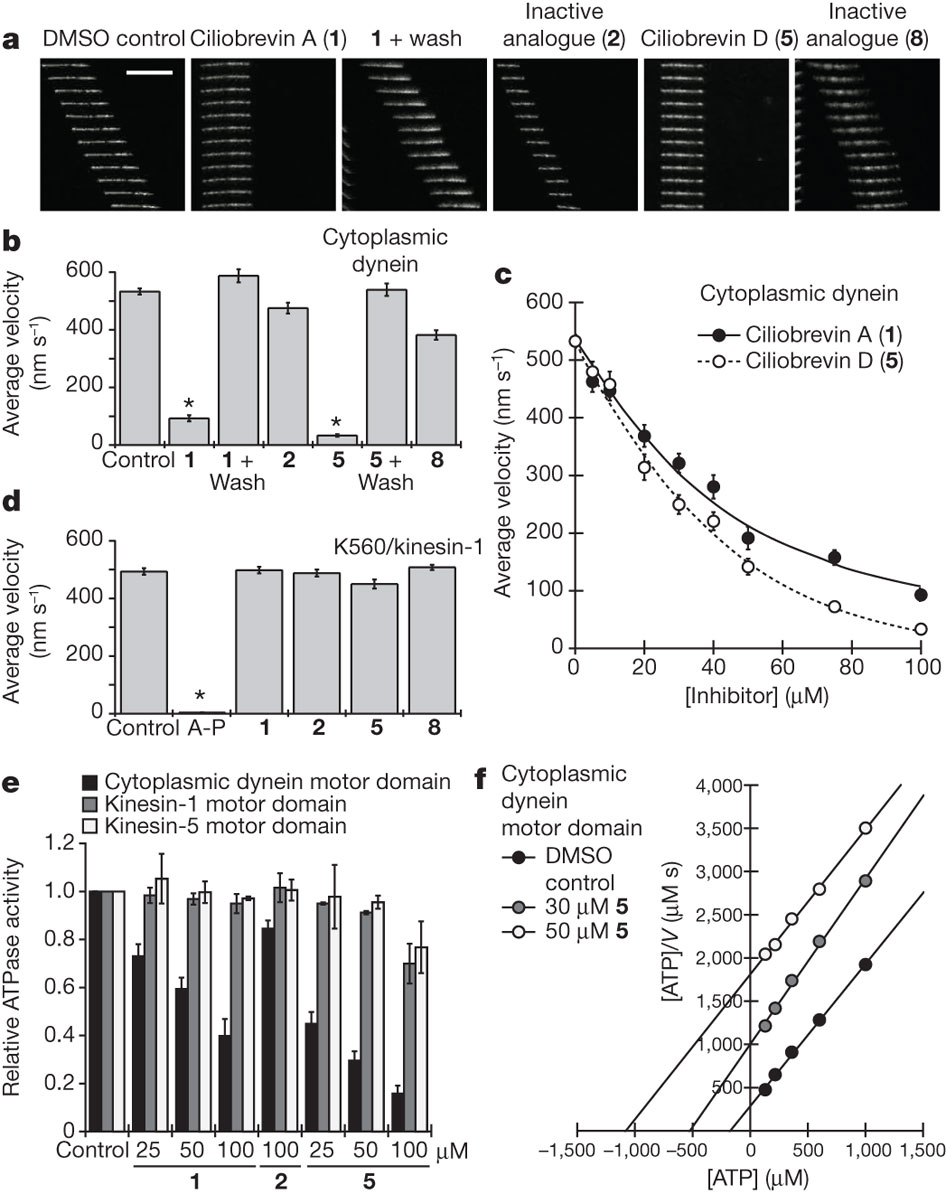 a
DMSO control
Ciliobrevin A (1)
1 + wash
Inactive
analogue (2)
Ciliobrevin D (5)
Inactive
analogue (8)
b
Cytoplasmic
dynein
Average velocity
(nm s⁻¹)
600
400
200
0
Control 1 1 + 2 5 5 + 8
Wash Wash
c
Cytoplasmic dynein
Ciliobrevin A (1)
Ciliobrevin D (5)
Average velocity (nm s⁻¹)
600
500
400
300
200
100
0
0 20 40 60 80 100
[Inhibitor] (μM)
d
K560/kinesin-1
Average velocity
(nm s⁻¹)
600
400
200
0
* *
*
Control A-P 1 2 5 8
e
Cytoplasmic dynein motor domain
Kinesin-1 motor domain
Kinesin-5 motor domain
Relative ATPase activity
1.2
1.0
0.8
0.6
0.4
0.2
0
Control 25 50 100 100 25 50 100 μM
1 2 5
f
Cytoplasmic
dynein
motor domain
DMSO
control
30 μM 5
50 μM 5
[ATP]/V (μM s)
4,000
3,500
3,000
2,500
2,000
1,500
1,000
500
−1,500 −1,000 −500 0 500 1,000 1,500
[ATP] (μM)